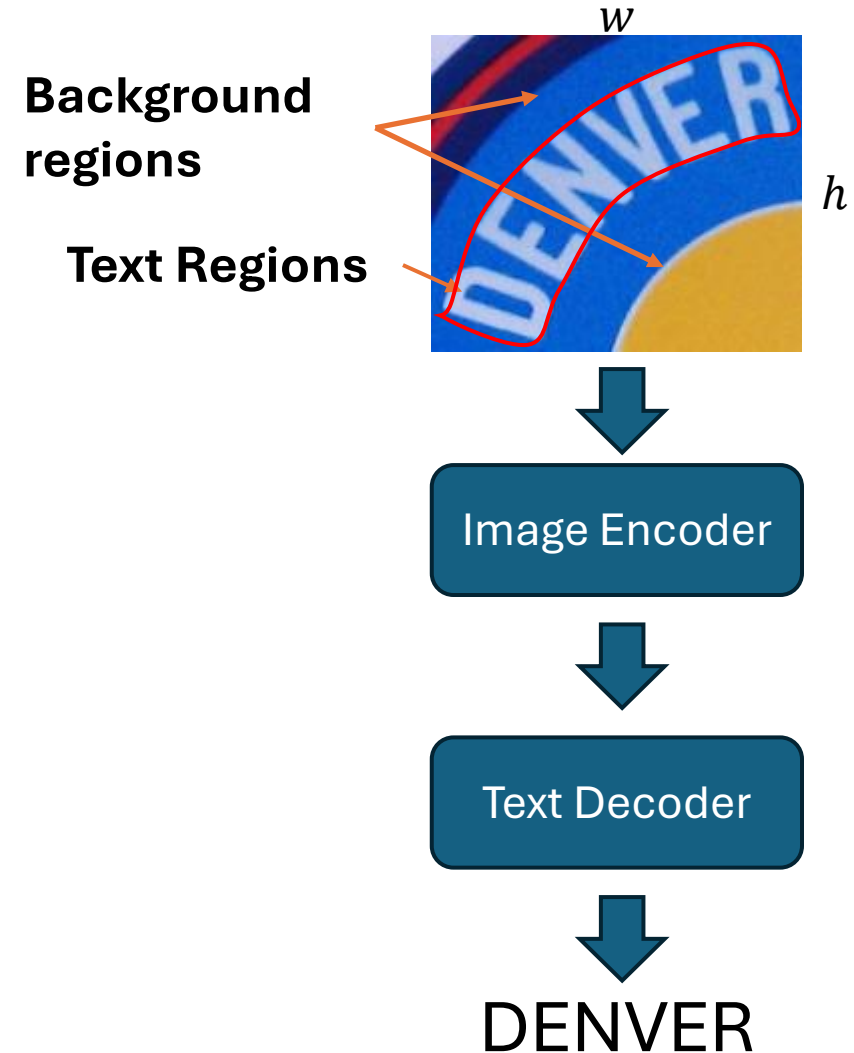 w
Background
regions
DENVER
h
Text Regions
Image Encoder
Text Decoder
DENVER